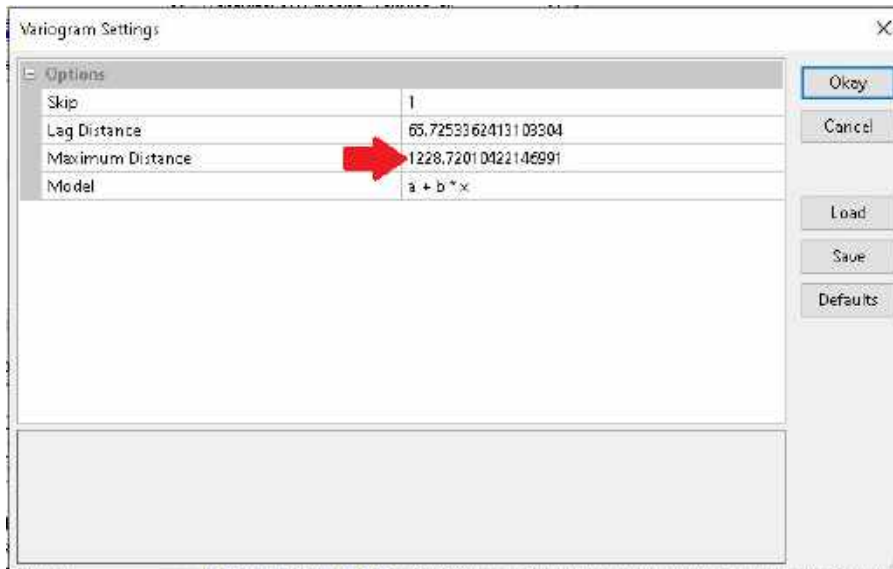 Variogram Settings
Options
Okay
Skip 1
Lag Distance 65.7253362413103304
Cancel
Maximum Distance 1228.72010422146991
Model a + b * x
Load
Save
Defaults